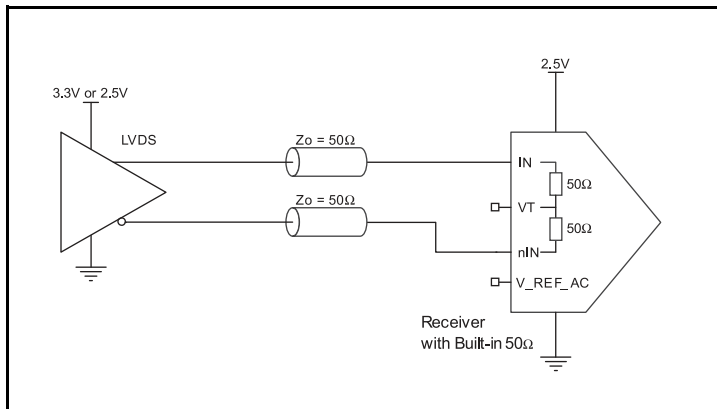 3.3V or 2.5V
LVDS
Zo = 50Ω
Zo = 50Ω
2.5V
IN
50Ω
VT
50Ω
nIN
V_REF_AC
Receiver
with Built-in 50Ω